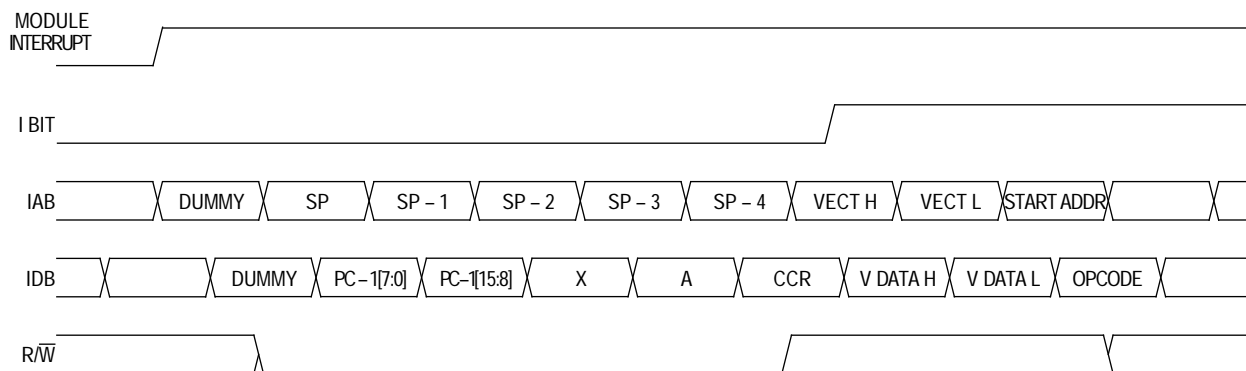 MODULE
INTERRUPT
I BIT
IAB DUMMY SP SP – 1 SP – 2 SP – 3 SP – 4 VECT H VECT L START ADDR
IDB DUMMY PC – 1[7:0] PC–1[15:8] X A CCR V DATA H V DATA L OPCODE
R/W̅